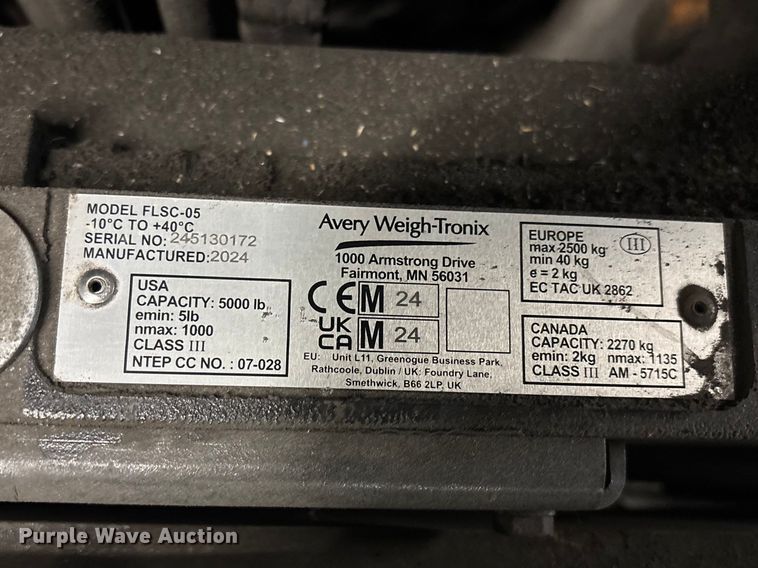 MODEL FLSC-05
-10°C TO +40°C
SERIAL NO: 245130172
MANUFACTURED: 2024
USA
CAPACITY: 5000 lb
emin: 5lb
nmax: 1000
CLASS III
NTEP CC NO. : 07-028
Avery Weigh-Tronix
1000 Armstrong Drive
Fairmont, MN 56031
CE M 24
UK
CA M 24
EU: Unit L11, Greenogue Business Park,
Rathcoole, Dublin / UK: Foundry Lane,
Smethwick, B66 2LP, UK
EUROPE
max 2500 kg III
min 40 kg
e = 2 kg
EC TAC UK 2862
CANADA
CAPACITY: 2270 kg
emin: 2kg nmax: 1135
CLASS III AM - 5715C
Purple Wave Auction